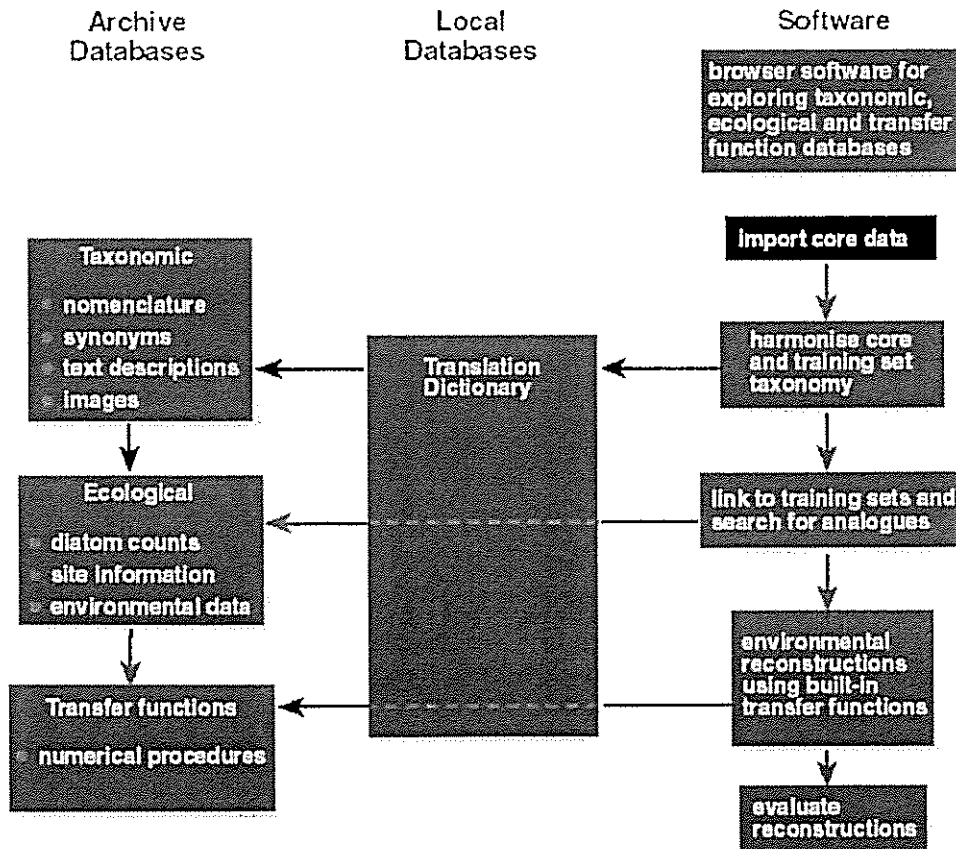 Archive
Databases
Local
Databases
Software
browser software for
exploring taxonomic,
ecological and transfer
function databases
Taxonomic
nomenclature
synonyms
text descriptions
images
Ecological
diatom counts
site information
environmental data
Transfer functions
numerical procedures
Translation
Dictionary
import core data
harmonise core
and training set
taxonomy
link to training sets and
search for analogues
environmental
reconstructions
using built-in
transfer functions
evaluate
reconstructions